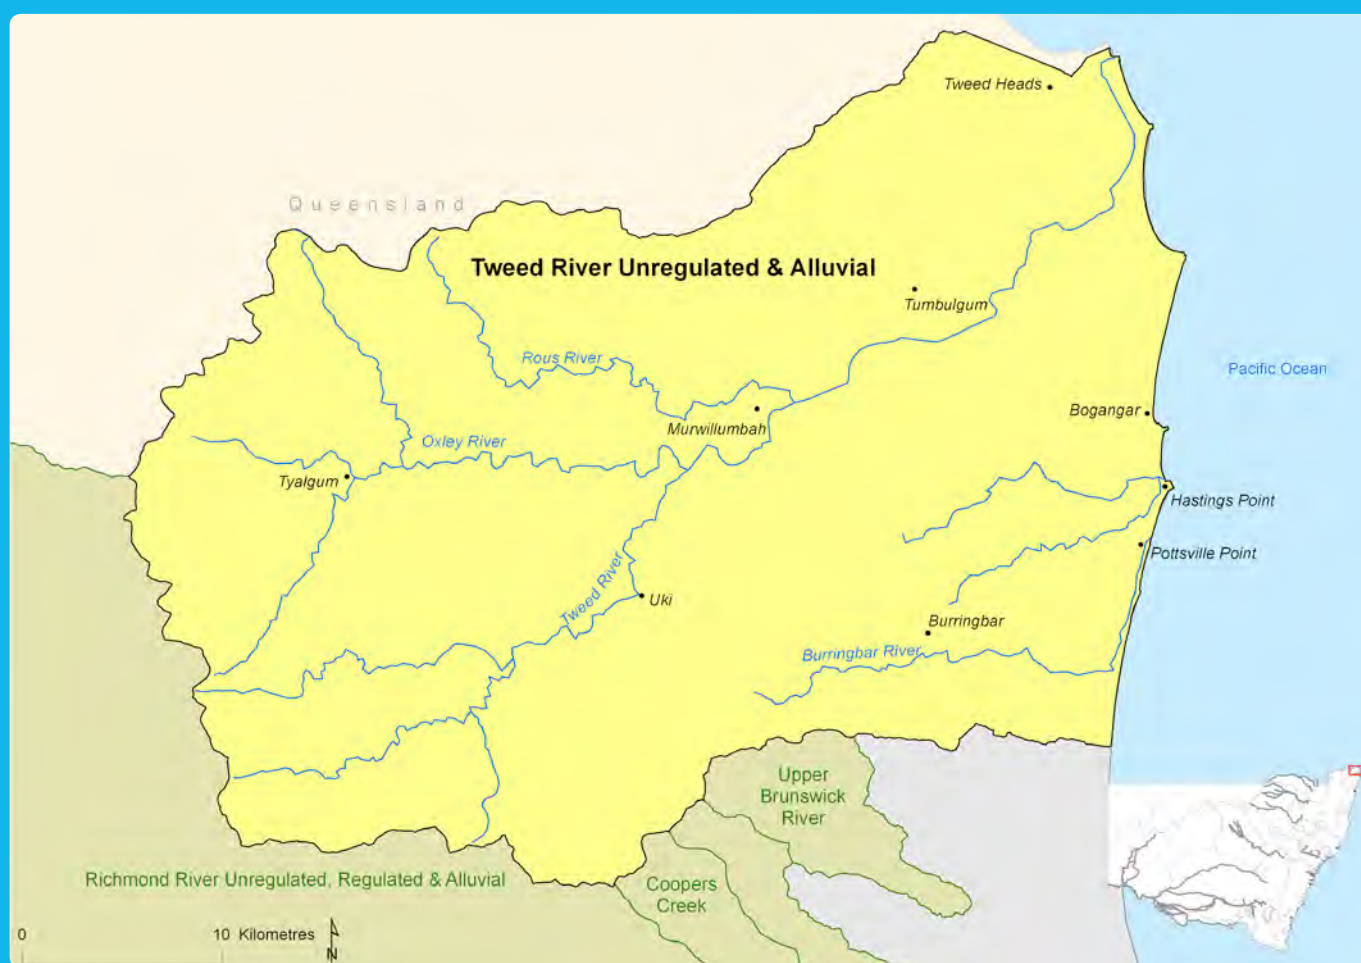 Tweed Heads
Queensland
Tweed River Unregulated & Alluvial
Tumbulgum
Rous River
Pacific Ocean
Bogangar
Murwillumbah
Oxley River
Tyalgum
Hastings Point
Pottsville Point
Tweed River
Uki
Burringbar
Burringbar River
Upper
Brunswick
River
Richmond River Unregulated, Regulated & Alluvial
Coopers
Creek
0
10 Kilometres
N